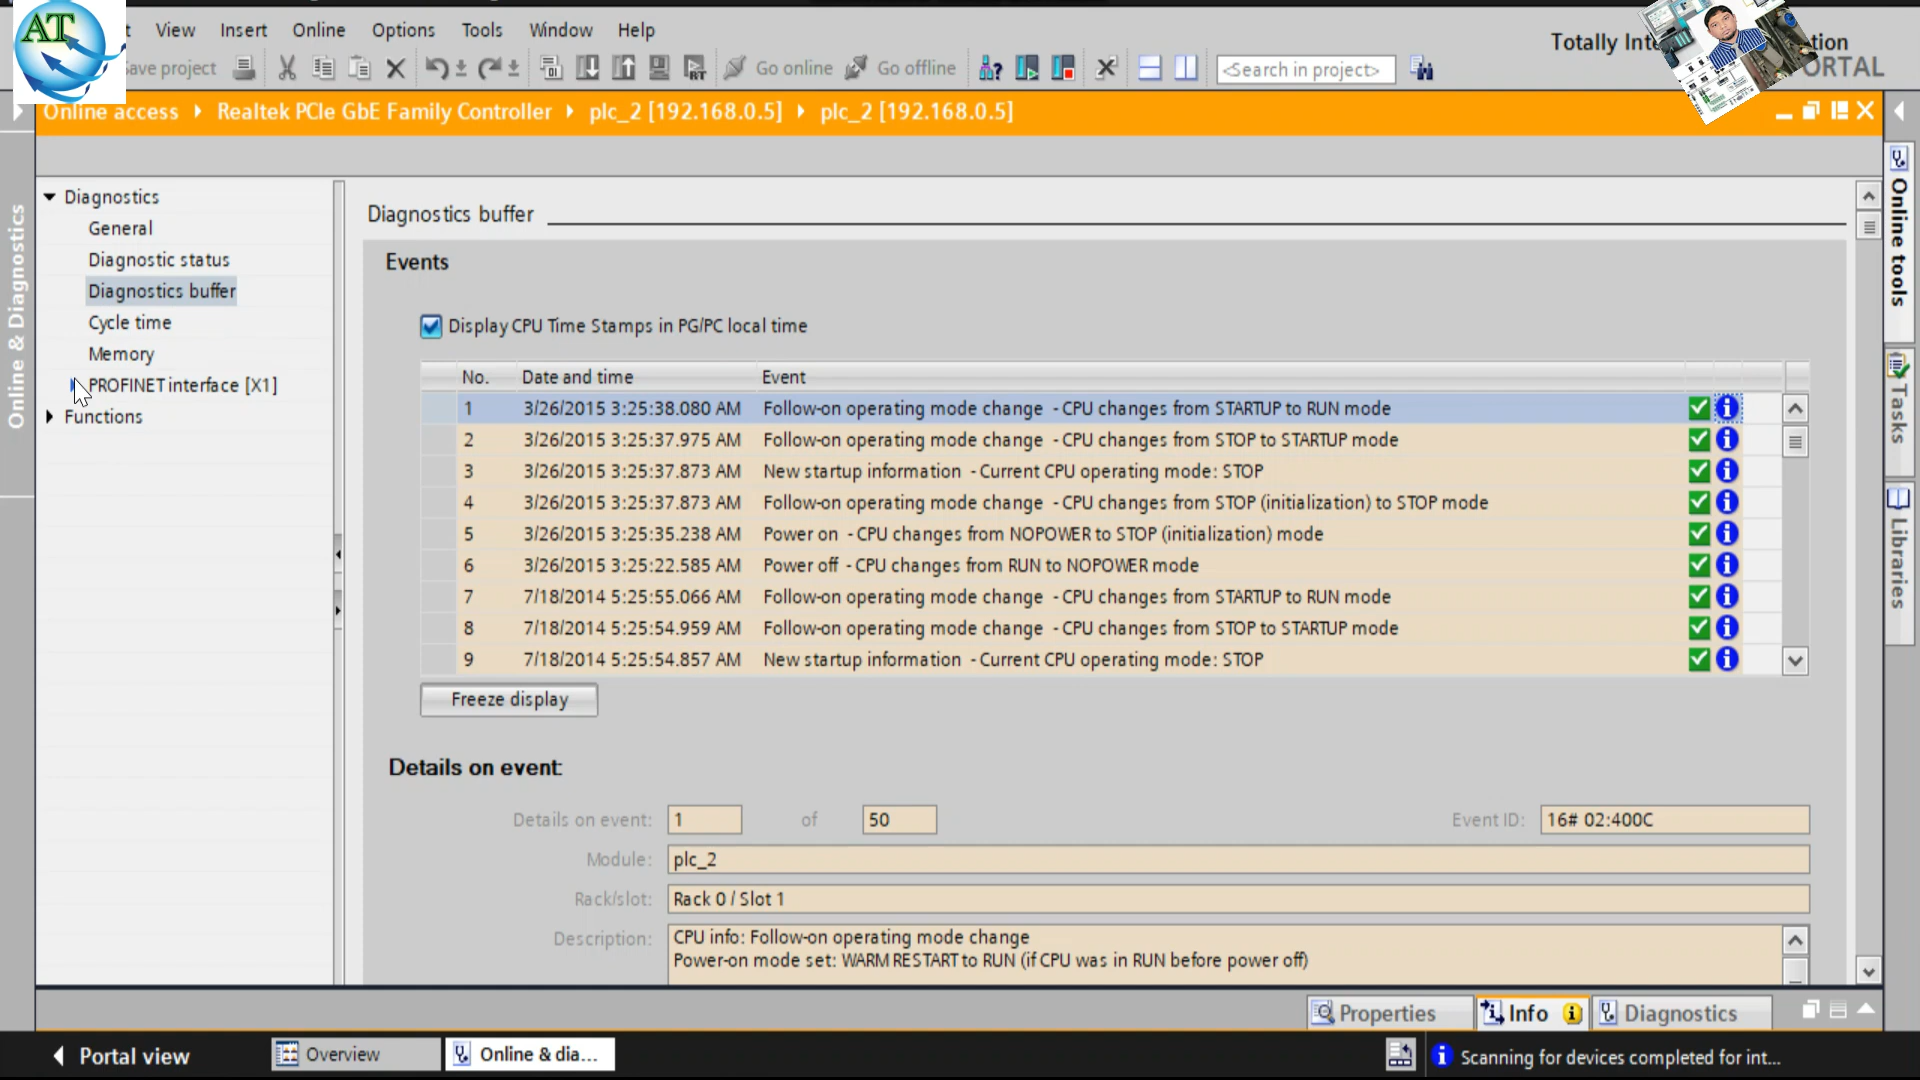 AT
t View Insert Online Options Tools Window Help
Totally Inte tion
PORTAL
Save project Go online Go offline <Search in project>
Online access Realtek PCIe GbE Family Controller plc_2 [192.168.0.5] plc_2 [192.168.0.5]
Online & Diagnostics
Diagnostics
General
Diagnostic status
Diagnostics buffer
Cycle time
Memory
PROFINET interface [X1]
Functions
Diagnostics buffer
Events
Display CPU Time Stamps in PG/PC local time
No. Date and time Event
1 3/26/2015 3:25:38.080 AM Follow-on operating mode change - CPU changes from STARTUP to RUN mode
2 3/26/2015 3:25:37.975 AM Follow-on operating mode change - CPU changes from STOP to STARTUP mode
3 3/26/2015 3:25:37.873 AM New startup information - Current CPU operating mode: STOP
4 3/26/2015 3:25:37.873 AM Follow-on operating mode change - CPU changes from STOP (initialization) to STOP mode
5 3/26/2015 3:25:35.238 AM Power on - CPU changes from NOPOWER to STOP (initialization) mode
6 3/26/2015 3:25:22.585 AM Power off - CPU changes from RUN to NOPOWER mode
7 7/18/2014 5:25:55.066 AM Follow-on operating mode change - CPU changes from STARTUP to RUN mode
8 7/18/2014 5:25:54.959 AM Follow-on operating mode change - CPU changes from STOP to STARTUP mode
9 7/18/2014 5:25:54.857 AM New startup information - Current CPU operating mode: STOP
Freeze display
Details on event:
Details on event: 1 of 50 Event ID: 16# 02:400C
Module: plc_2
Rack/slot: Rack 0 / Slot 1
Description: CPU info: Follow-on operating mode change
Power-on mode set: WARM RESTART to RUN (if CPU was in RUN before power off)
Online tools
Tasks
Libraries
Properties Info Diagnostics
Portal view Overview Online & dia... Scanning for devices completed for int...